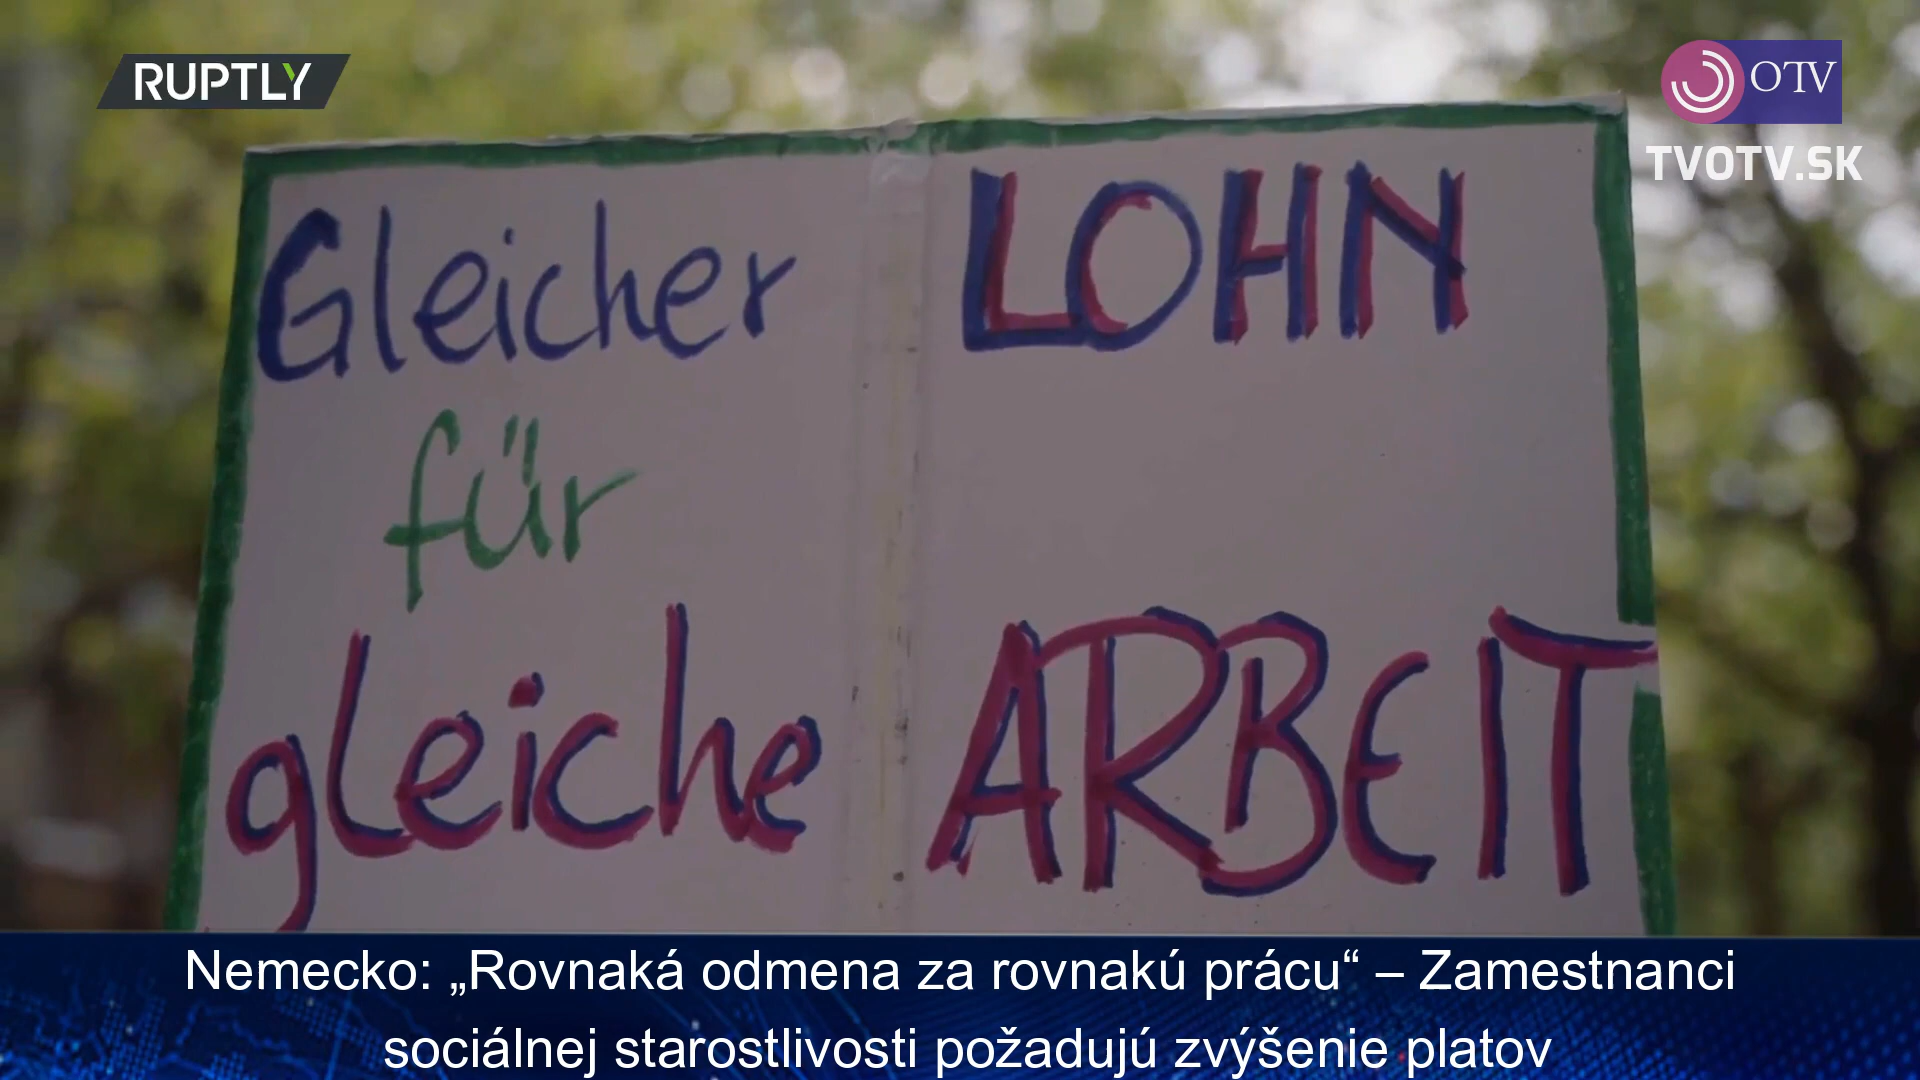 RUPTLY
OTV
TVOTV.SK
Gleicher LOHN
für
gleiche ARBEIT
Nemecko: „Rovnaká odmena za rovnakú prácu“ – Zamestnanci
sociálnej starostlivosti požadujú zvýšenie platov